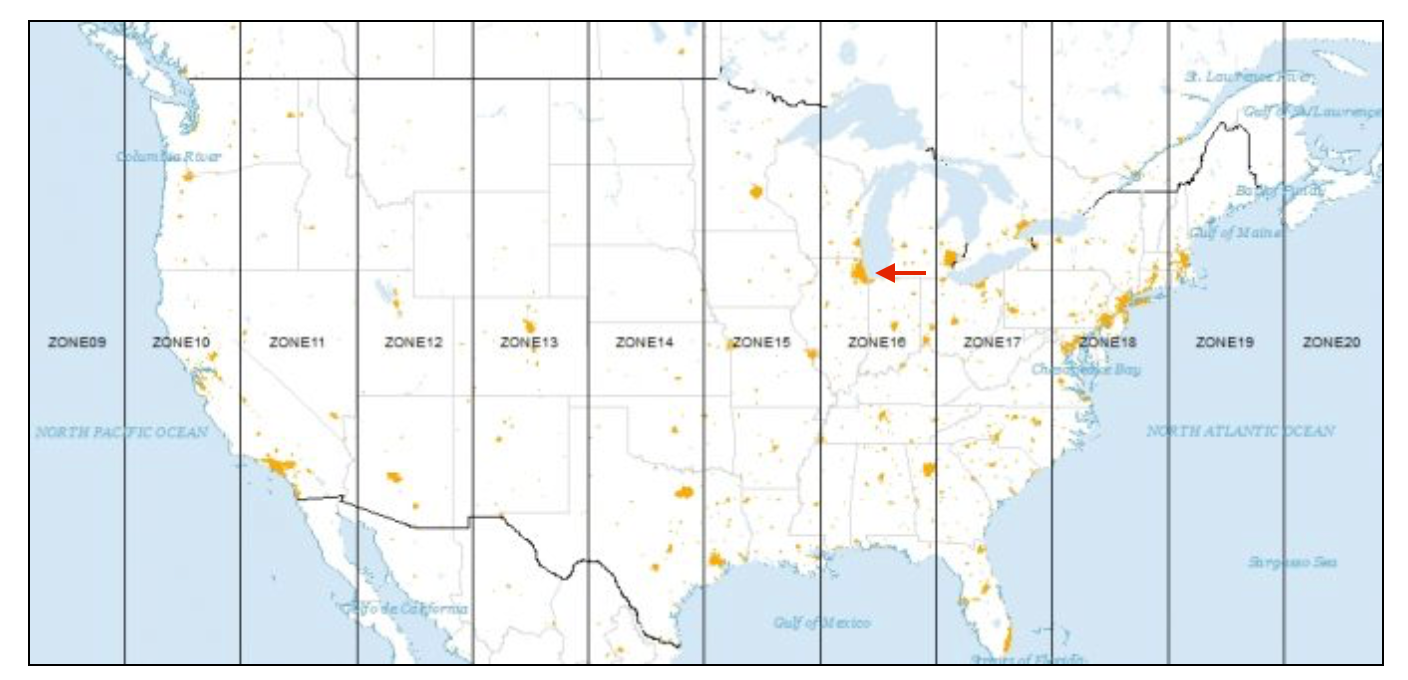 St. Lawrence River
Gulf of St Lawrence
Columbia River
Bay of Fundy
Gulf of Maine
ZONE09 ZONE10 ZONE11 ZONE12 ZONE13 ZONE14 ZONE15 ZONE16 ZONE17 ZONE18 ZONE19 ZONE20
Chesapeake Bay
NORTH PACIFIC OCEAN
NORTH ATLANTIC OCEAN
Sargasso Sea
Golfo de California
Gulf of Mexico
Straits of Florida